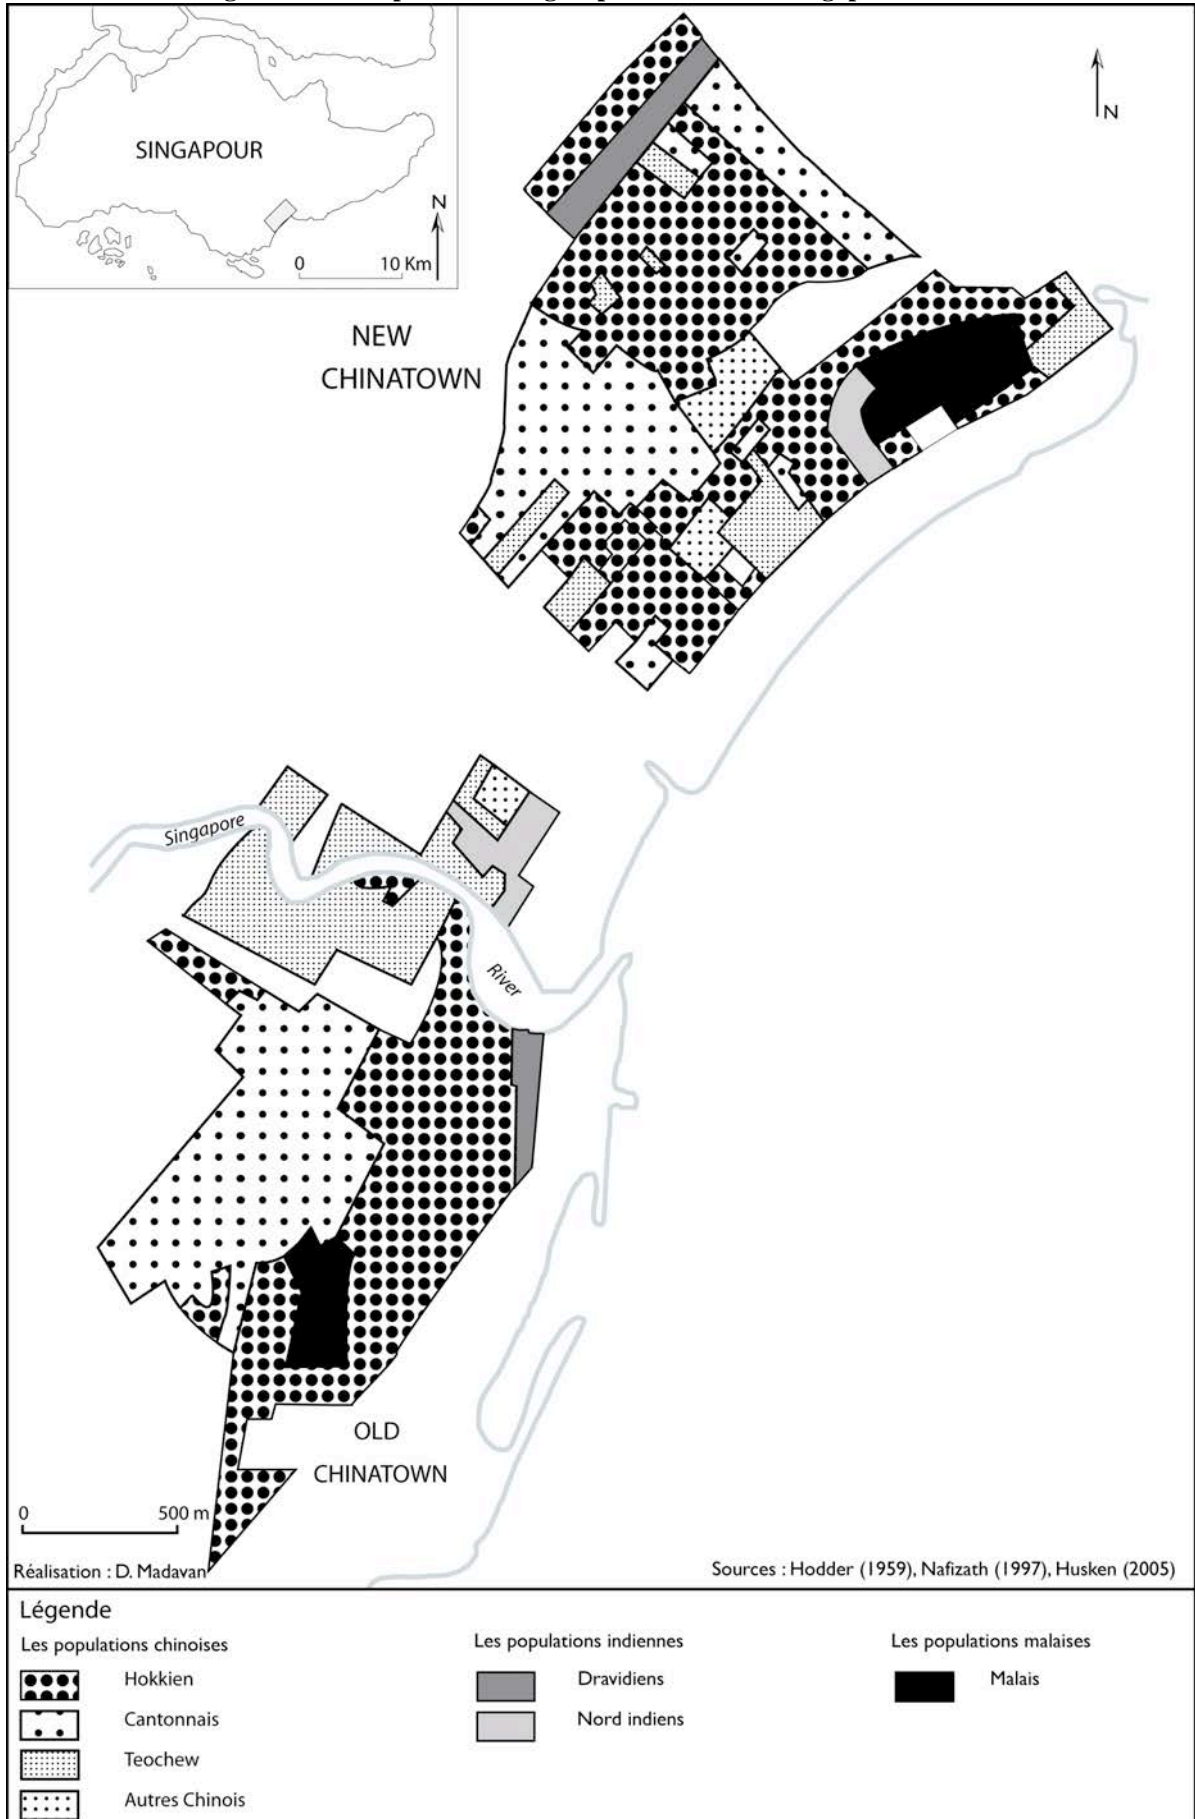 SINGAPOUR
N
0 10 Km
N
NEW
CHINATOWN
Singapore
River
OLD
CHINATOWN
0 500 m
Réalisation : D. Madavan
Sources : Hodder (1959), Nafizath (1997), Husken (2005)
Légende
Les populations chinoises
Hokkien
Cantonnais
Teochew
Autres Chinois
Les populations indiennes
Dravidiens
Nord indiens
Les populations malaises
Malais